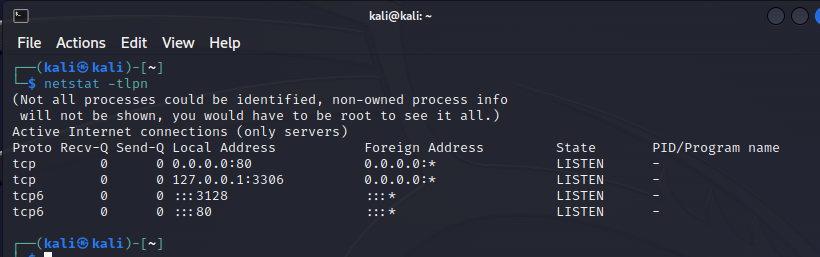 kali@kali: ~
File Actions Edit View Help
┌──(kali㉿kali)-[~]
└─$ netstat -tlpn
(Not all processes could be identified, non-owned process info
 will not be shown, you would have to be root to see it all.)
Active Internet connections (only servers)
Proto Recv-Q Send-Q Local Address           Foreign Address         State       PID/Program name
tcp        0      0 0.0.0.0:80              0.0.0.0:*               LISTEN      -
tcp        0      0 127.0.0.1:3306          0.0.0.0:*               LISTEN      -
tcp6       0      0 :::3128                 :::*                    LISTEN      -
tcp6       0      0 :::80                   :::*                    LISTEN      -
┌──(kali㉿kali)-[~]
└─$